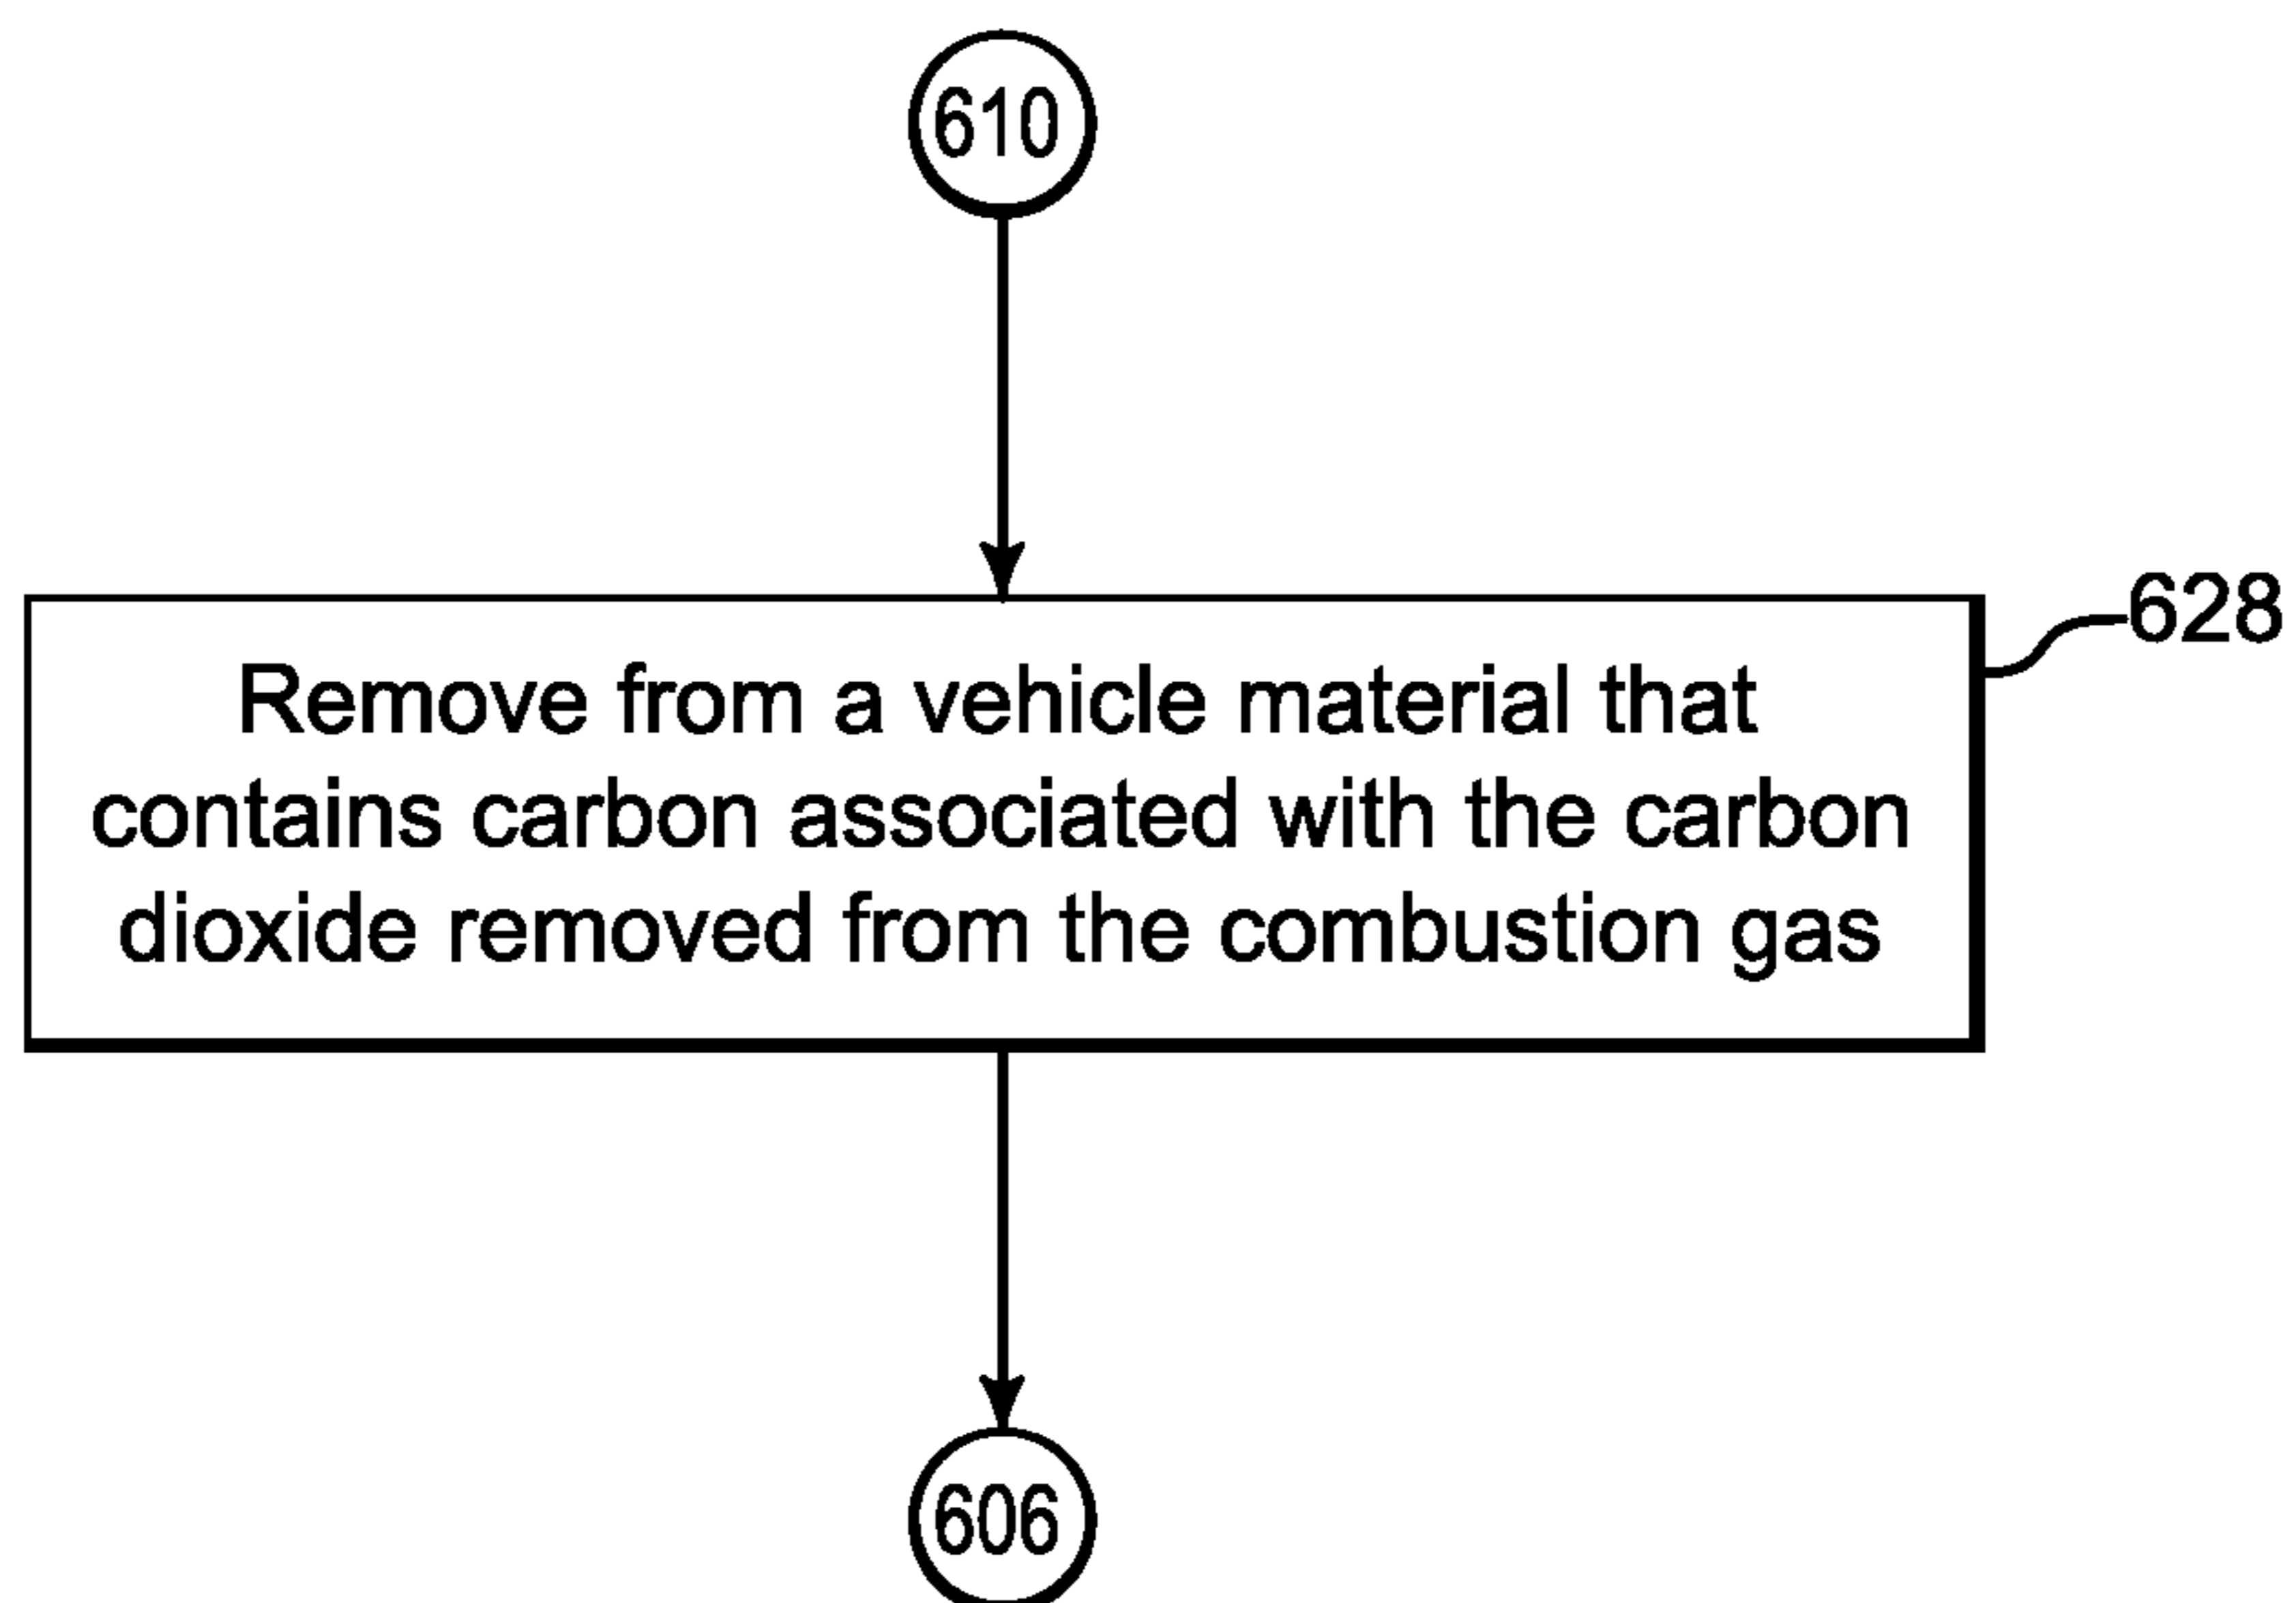 610
628
Remove from a vehicle material that
contains carbon associated with the carbon
dioxide removed from the combustion gas
606